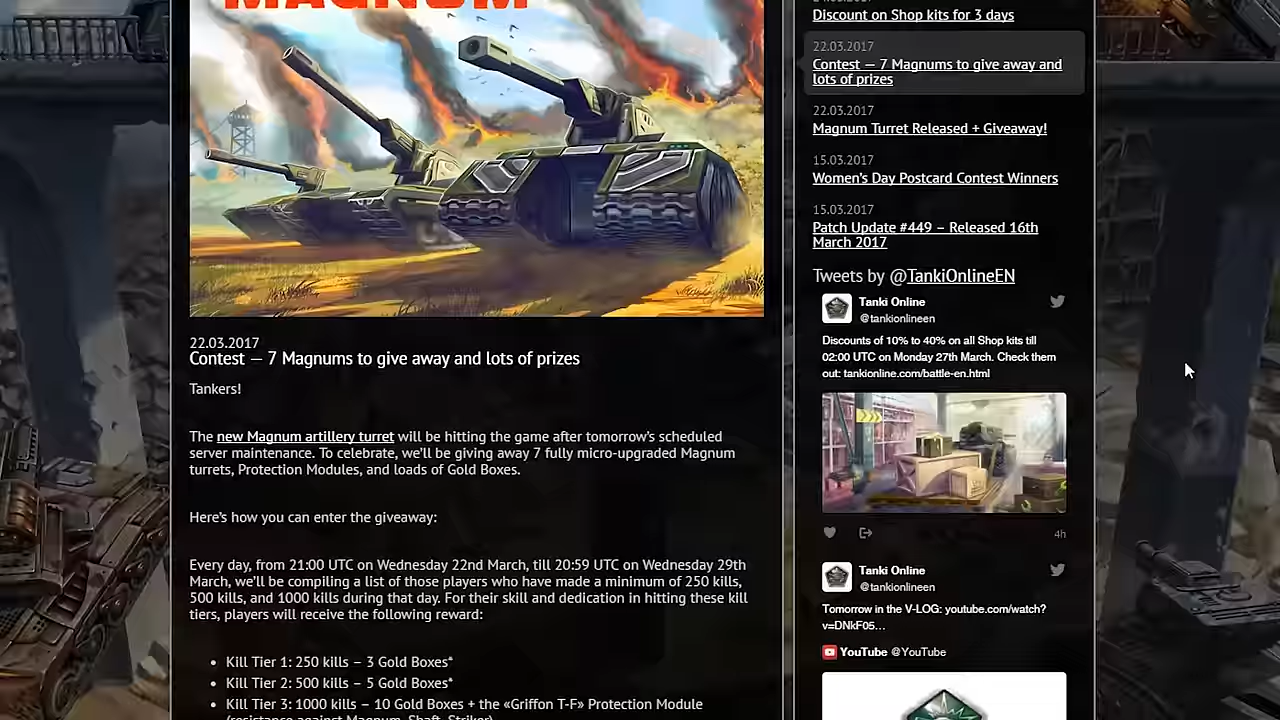 MAGNUM
22.03.2017
Contest — 7 Magnums to give away and lots of prizes
Tankers!
The new Magnum artillery turret will be hitting the game after tomorrow's scheduled
server maintenance. To celebrate, we'll be giving away 7 fully micro-upgraded Magnum
turrets, Protection Modules, and loads of Gold Boxes.
Here's how you can enter the giveaway:
Every day, from 21:00 UTC on Wednesday 22nd March, till 20:59 UTC on Wednesday 29th
March, we'll be compiling a list of those players who have made a minimum of 250 kills,
500 kills, and 1000 kills during that day. For their skill and dedication in hitting these kill
tiers, players will receive the following reward:
• Kill Tier 1: 250 kills – 3 Gold Boxes*
• Kill Tier 2: 500 kills – 5 Gold Boxes*
• Kill Tier 3: 1000 kills – 10 Gold Boxes + the «Griffon T-F» Protection Module
(resistance against Magnum, Shaft, Striker)
Discount on Shop kits for 3 days
22.03.2017
Contest — 7 Magnums to give away and
lots of prizes
22.03.2017
Magnum Turret Released + Giveaway!
15.03.2017
Women's Day Postcard Contest Winners
15.03.2017
Patch Update #449 – Released 16th
March 2017
Tweets by @TankiOnlineEN
Tanki Online
@tankionlineen
Discounts of 10% to 40% on all Shop kits till
02:00 UTC on Monday 27th March. Check them
out: tankionline.com/battle-en.html
4h
Tanki Online
@tankionlineen
Tomorrow in the V-LOG: youtube.com/watch?
v=DNkF05…
YouTube @YouTube